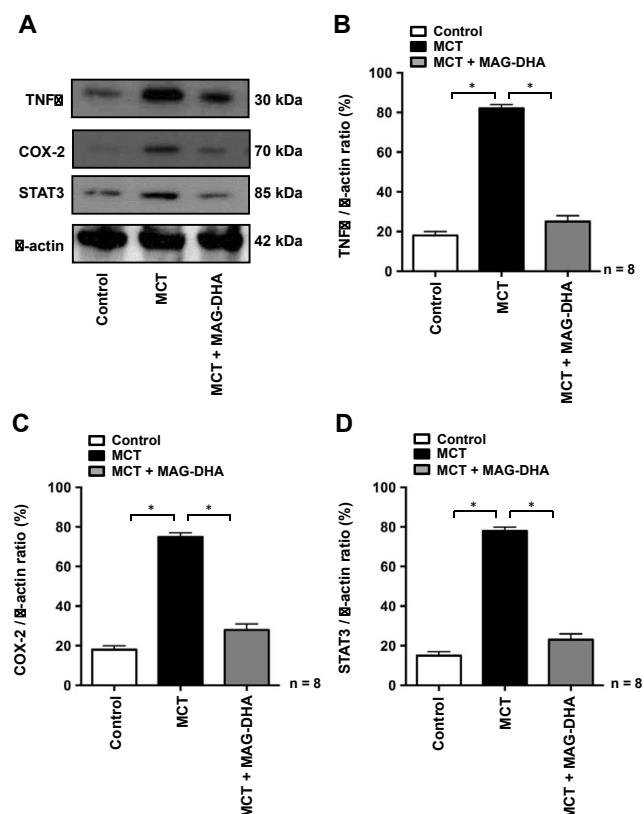 A
TNF☒
30 kDa
COX-2
70 kDa
STAT3
85 kDa
☒-actin
42 kDa
Control
MCT
MCT + MAG-DHA
B
Control
MCT
MCT + MAG-DHA
TNF☒ / ☒-actin ratio (%)
100
80
60
40
20
0
* *
n = 8
Control
MCT
MCT + MAG-DHA
C
Control
MCT
MCT + MAG-DHA
COX-2 / ☒-actin ratio (%)
100
80
60
40
20
0
* *
n = 8
Control
MCT
MCT + MAG-DHA
D
Control
MCT
MCT + MAG-DHA
STAT3 / ☒-actin ratio (%)
100
80
60
40
20
0
* *
n = 8
Control
MCT
MCT + MAG-DHA